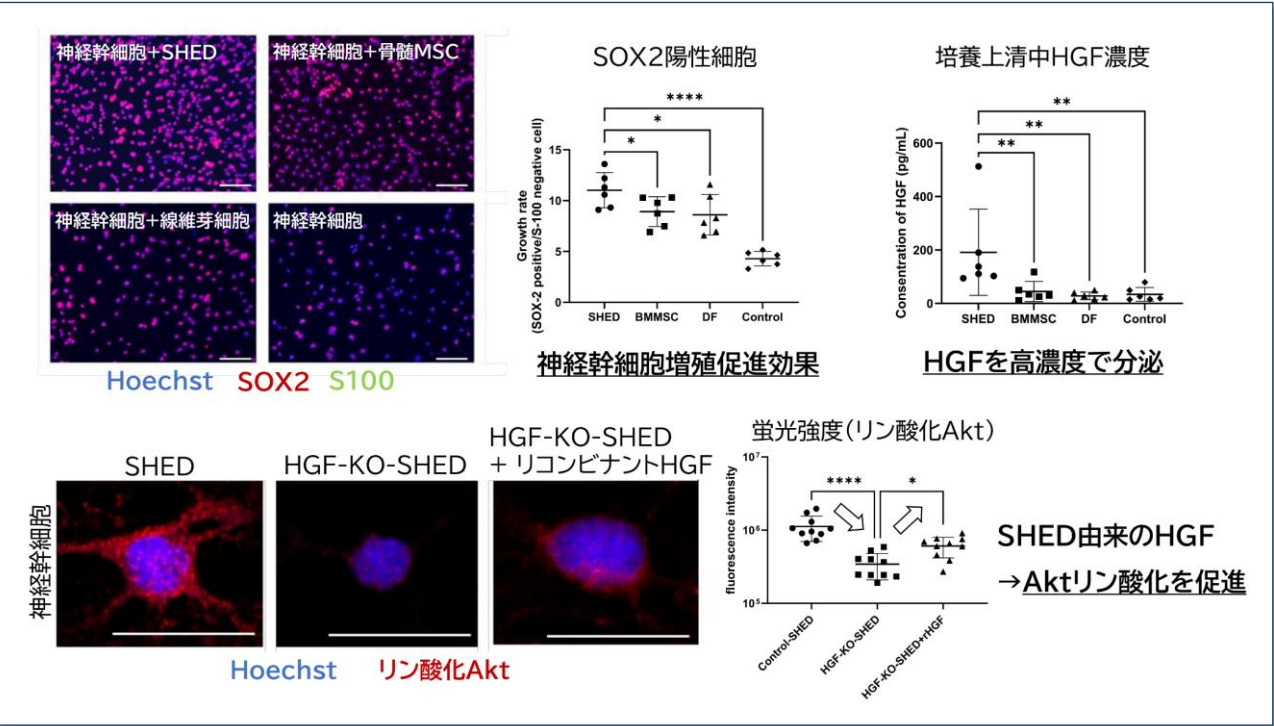 神経幹細胞+SHED
神経幹細胞+骨髄MSC
神経幹細胞+線維芽細胞
神経幹細胞
Hoechst SOX2 S100
SOX2陽性細胞
****
*
*
Growth rate
(SOX-2 positive/S-100 negative cell)
15
10
5
0
SHED BMMSC DF Control
神経幹細胞増殖促進効果
培養上清中HGF濃度
**
**
**
Concentration of HGF (pg/mL)
600
400
200
0
SHED BMMSC DF Control
HGFを高濃度で分泌
SHED
HGF-KO-SHED
HGF-KO-SHED
+ リコンビナントHGF
神経幹細胞
Hoechst リン酸化Akt
蛍光強度(リン酸化Akt)
**** *
fluorescence intensity
10⁷
10⁶
10⁵
Control-SHED
HGF-KO-SHED
HGF-KO-SHED+rHGF
SHED由来のHGF
→Aktリン酸化を促進